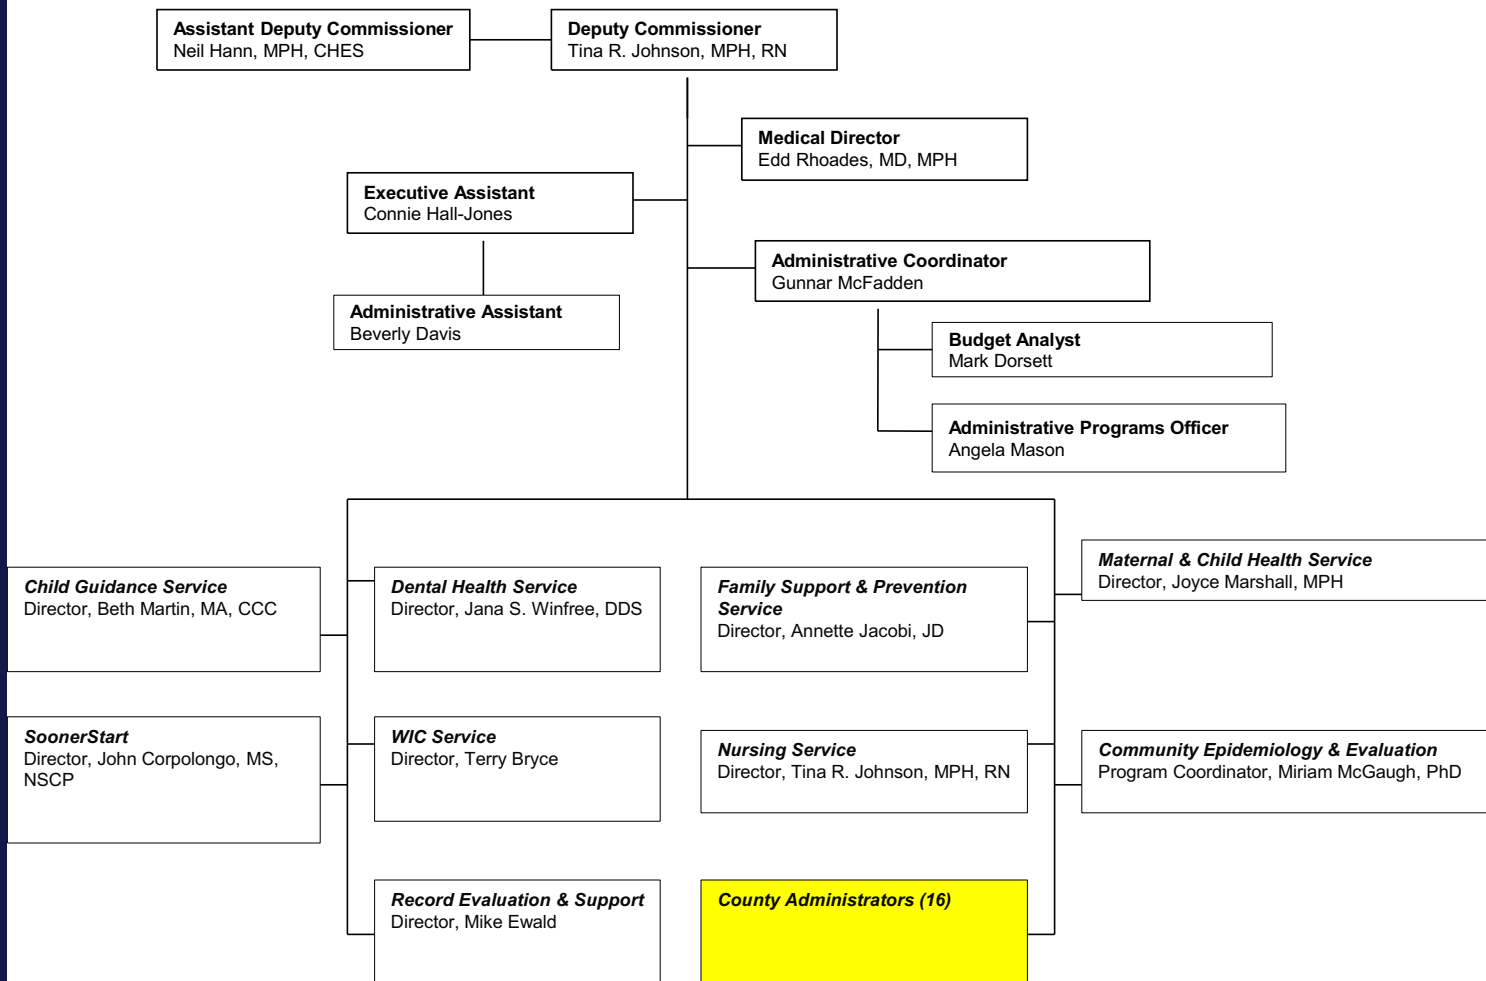 Assistant Deputy Commissioner
Neil Hann, MPH, CHES
Deputy Commissioner
Tina R. Johnson, MPH, RN
Medical Director
Edd Rhoades, MD, MPH
Executive Assistant
Connie Hall-Jones
Administrative Coordinator
Gunnar McFadden
Administrative Assistant
Beverly Davis
Budget Analyst
Mark Dorsett
Administrative Programs Officer
Angela Mason
Child Guidance Service
Director, Beth Martin, MA, CCC
Dental Health Service
Director, Jana S. Winfree, DDS
Family Support & Prevention
Service
Director, Annette Jacobi, JD
Maternal & Child Health Service
Director, Joyce Marshall, MPH
SoonerStart
Director, John Corpolongo, MS,
NSCP
WIC Service
Director, Terry Bryce
Nursing Service
Director, Tina R. Johnson, MPH, RN
Community Epidemiology & Evaluation
Program Coordinator, Miriam McGaugh, PhD
Record Evaluation & Support
Director, Mike Ewald
County Administrators (16)